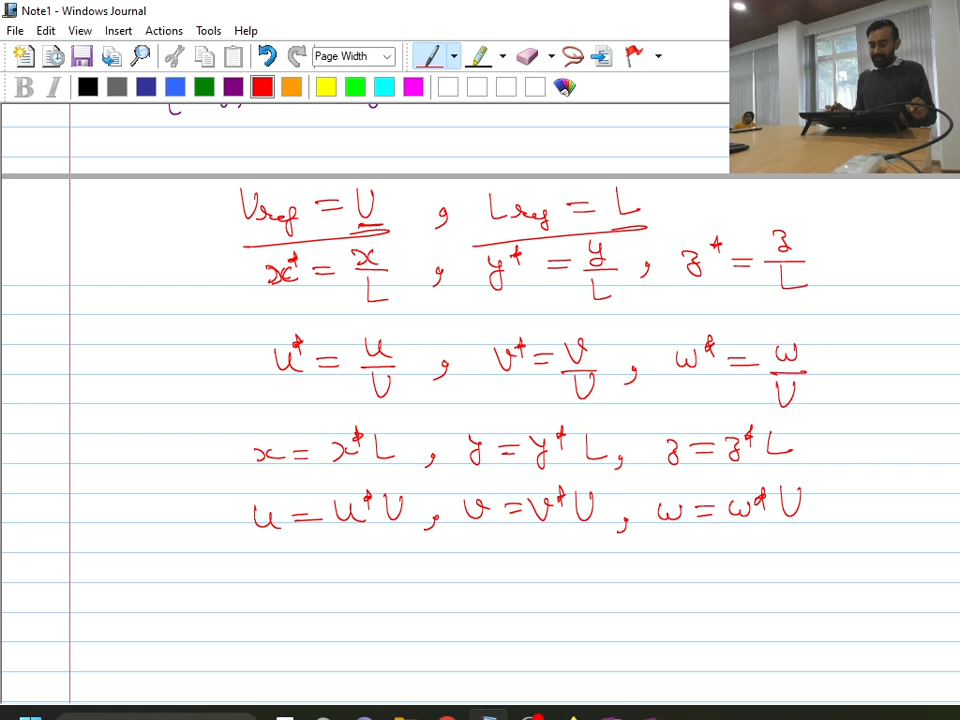 Note1 - Windows Journal
File Edit View Insert Actions Tools Help
Page Width
B I
Vref = U , Lref = L
x* = x/L , y* = y/L , z* = z/L
u* = u/U , v* = v/U , w* = w/U
x = x* L , y = y* L , z = z* L
u = u* U , v = v* U , w = w* U